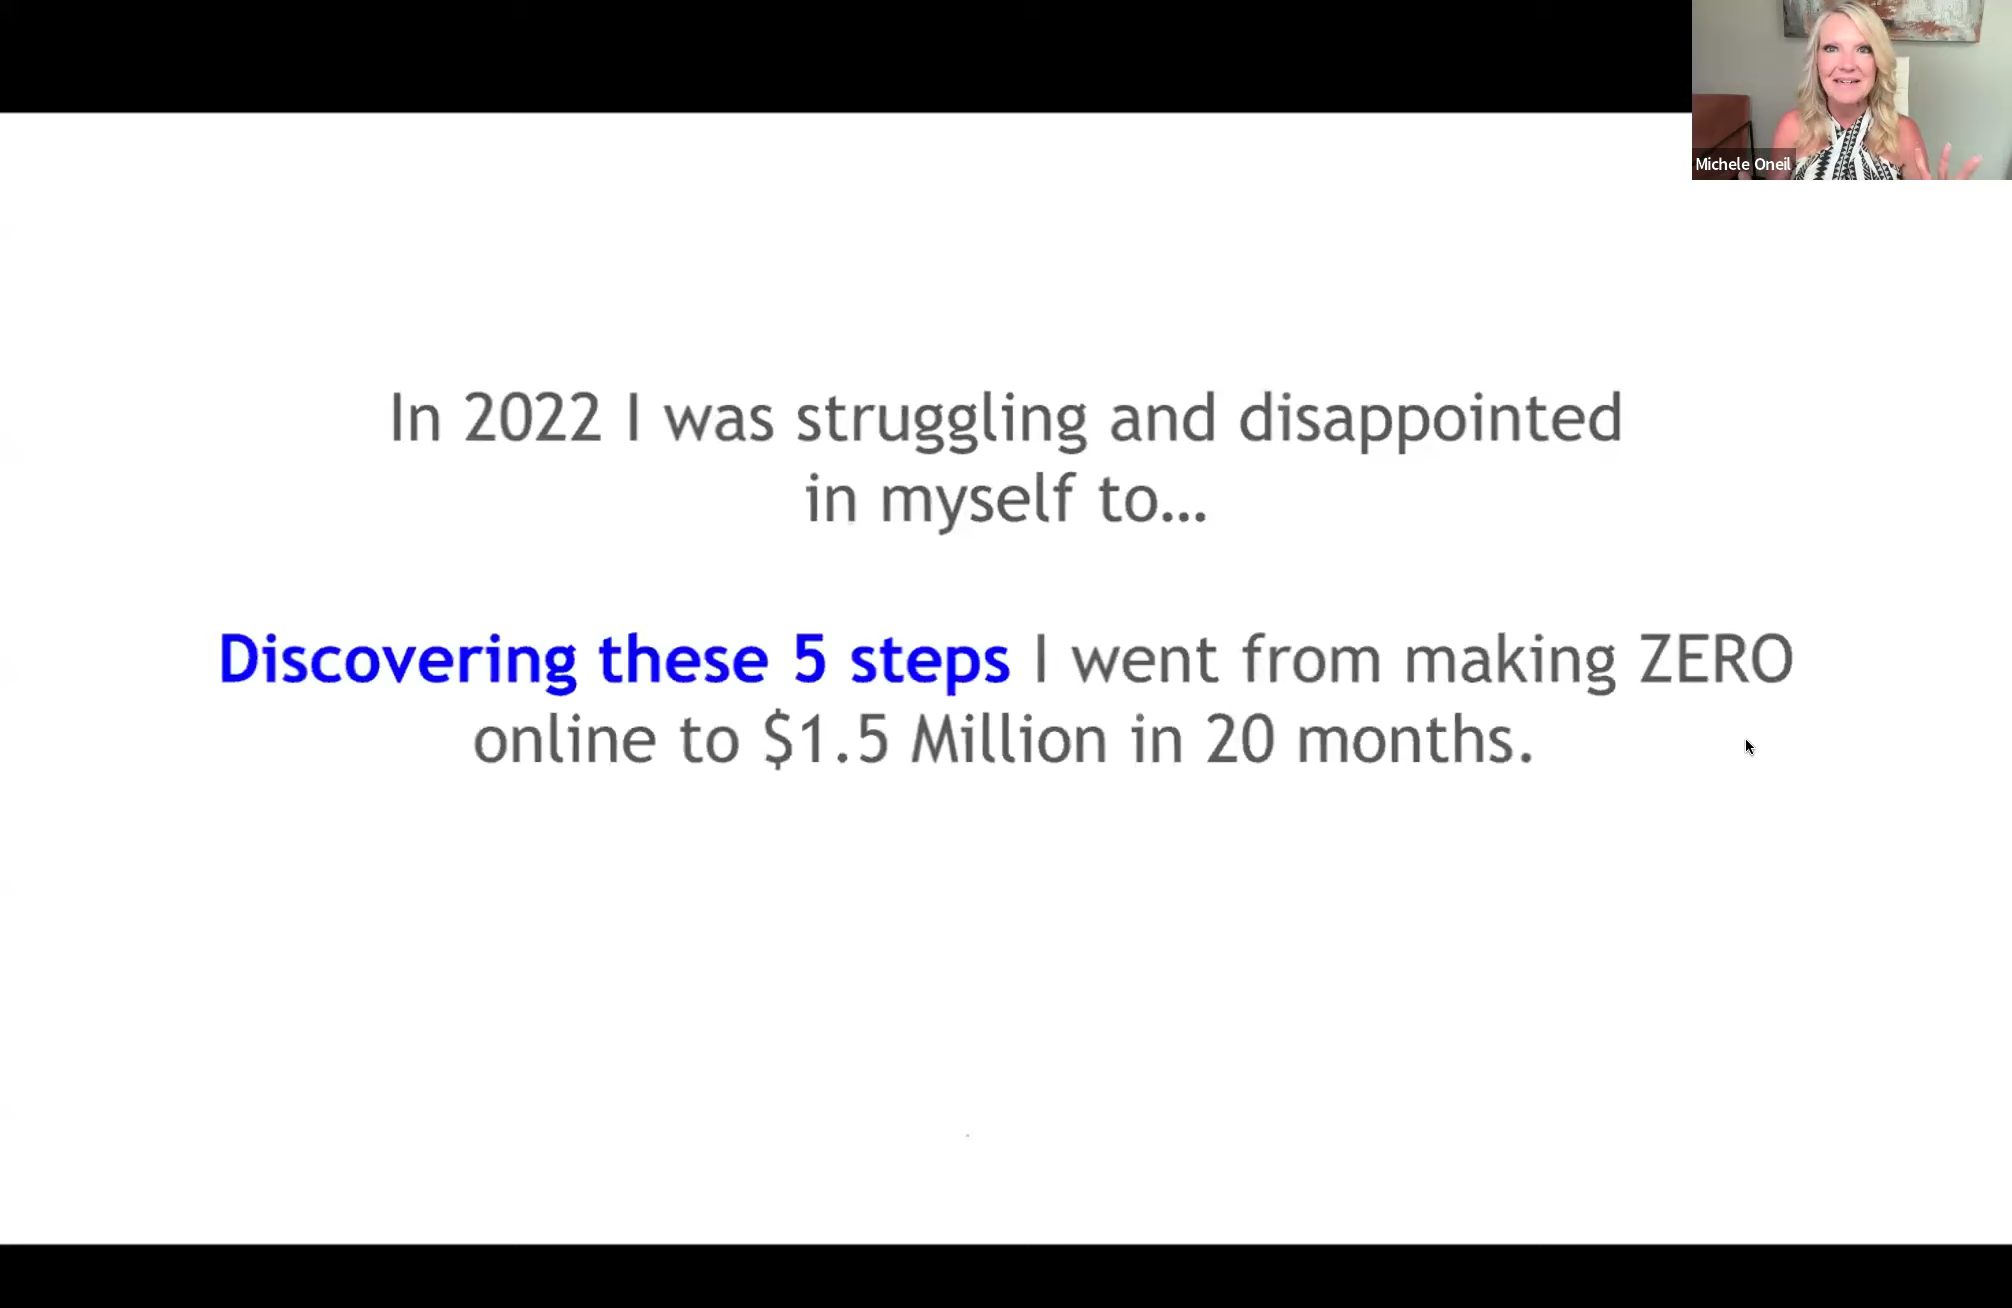 Michele Oneil
In 2022 I was struggling and disappointed
in myself to...
Discovering these 5 steps I went from making ZERO
online to $1.5 Million in 20 months.